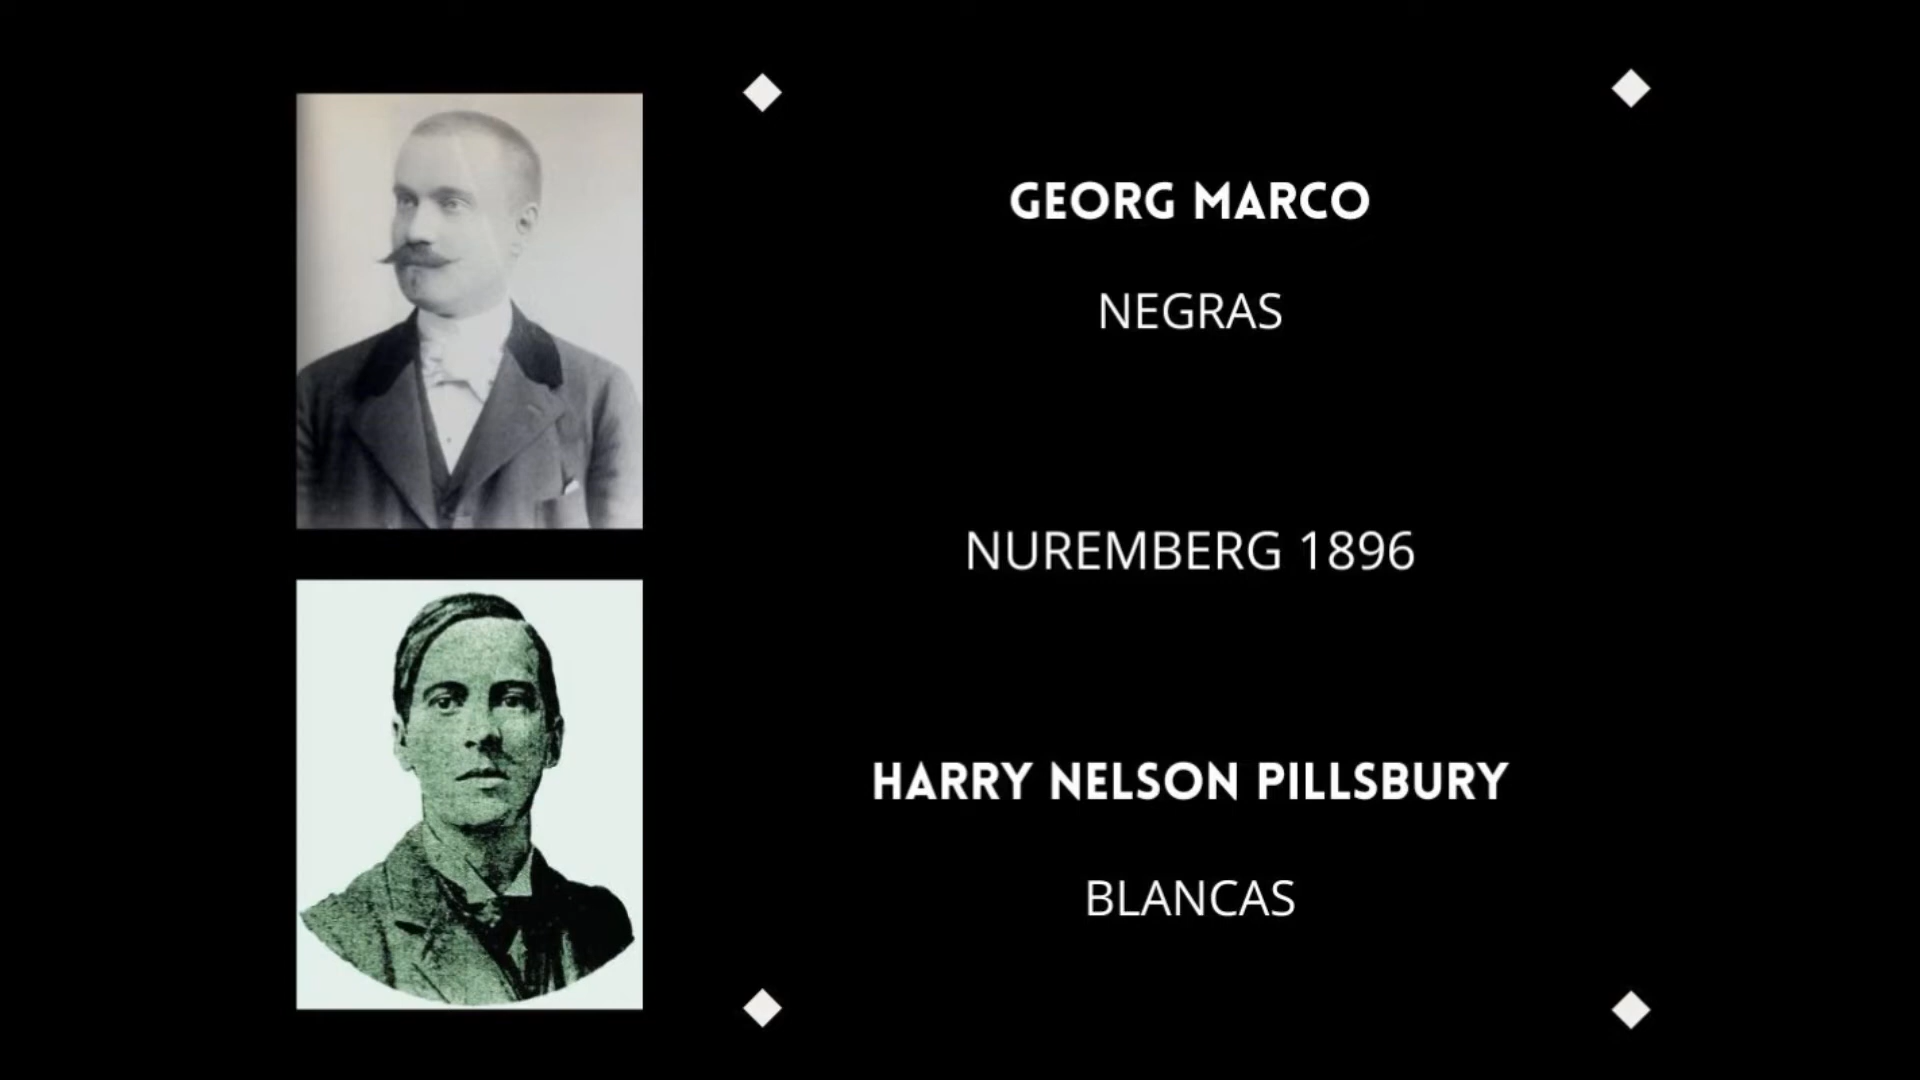 GEORG MARCO
NEGRAS
NUREMBERG 1896
HARRY NELSON PILLSBURY
BLANCAS